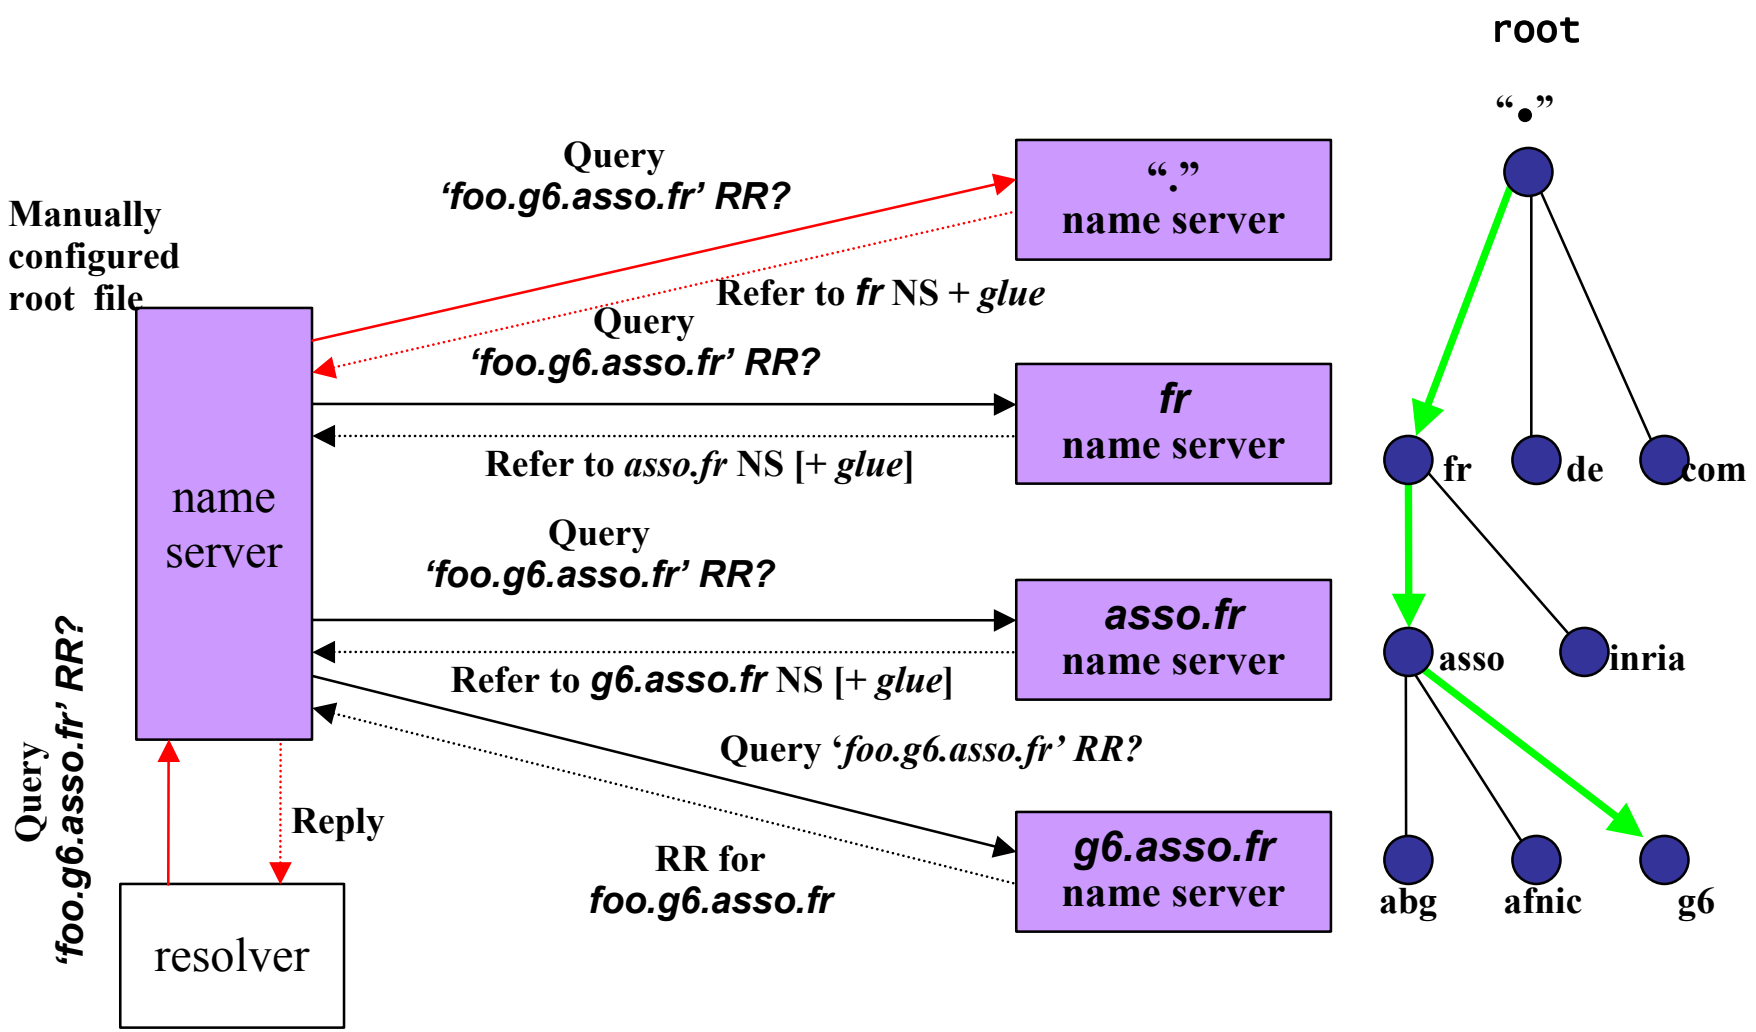 root
“•”
Query
‘foo.g6.asso.fr’ RR?
“.”
name server
Manually
configured
root file
Refer to fr NS + glue
Query
‘foo.g6.asso.fr’ RR?
fr
name server
Refer to asso.fr NS [+ glue]
fr
de
com
name
server
Query
‘foo.g6.asso.fr’ RR?
asso.fr
name server
Refer to g6.asso.fr NS [+ glue]
asso
inria
Query ‘foo.g6.asso.fr’ RR?
Query
‘foo.g6.asso.fr’ RR?
Reply
RR for
foo.g6.asso.fr
g6.asso.fr
name server
abg
afnic
g6
resolver